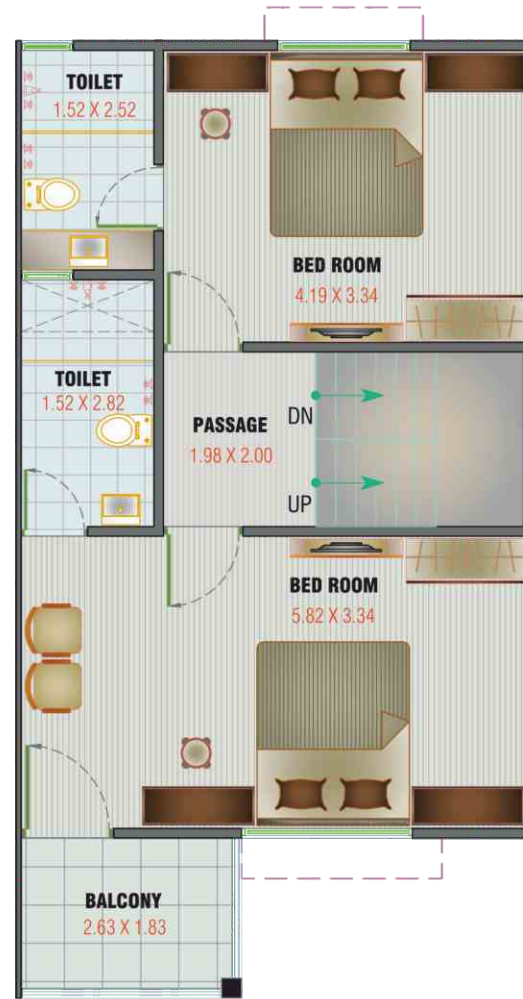 TOILET
1.52 X 2.52
BED ROOM
4.19 X 3.34
TOILET
1.52 X 2.82
PASSAGE
1.98 X 2.00
DN
UP
BED ROOM
5.82 X 3.34
BALCONY
2.63 X 1.83